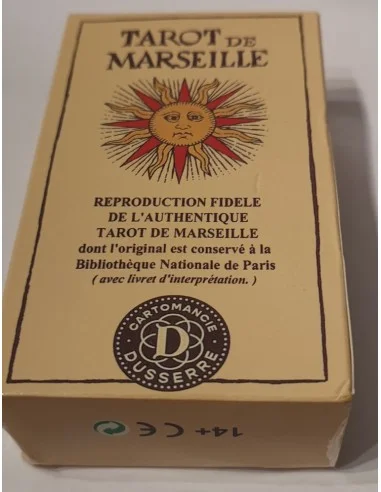 TAROT DE
MARSEILLE
REPRODUCTION FIDELE
DE L'AUTHENTIQUE
TAROT DE MARSEILLE
dont l'original est conservé à la
Bibliothèque Nationale de Paris
( avec livret d'interprétation. )
CARTOMANCIE
D
DUSSERRE
14+ CE